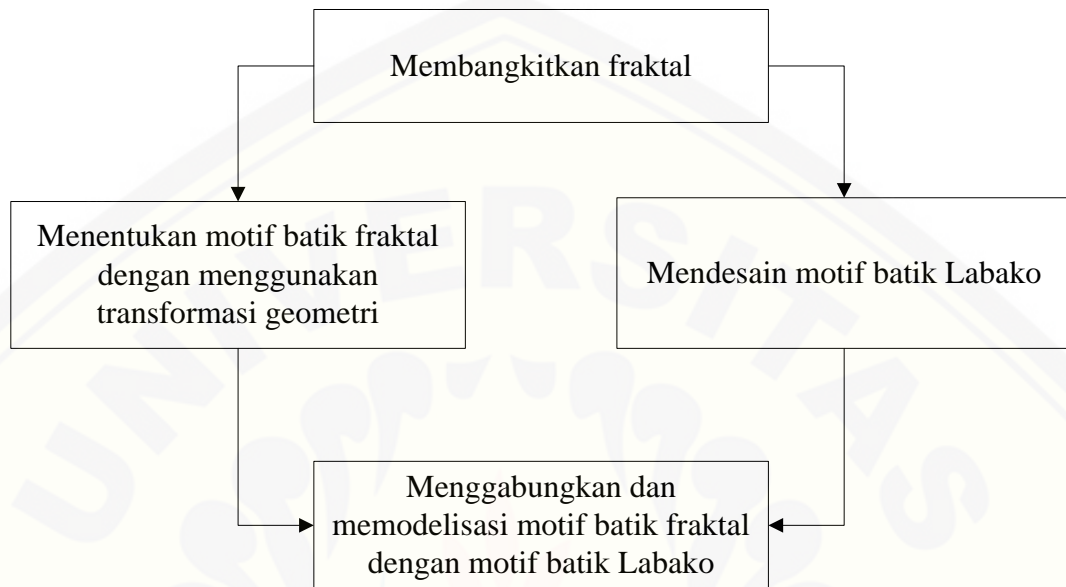 Membangkitkan fraktal
Menentukan motif batik fraktal
dengan menggunakan
transformasi geometri
Mendesain motif batik Labako
Menggabungkan dan
memodelisasi motif batik fraktal
dengan motif batik Labako
UNIVERSITAS